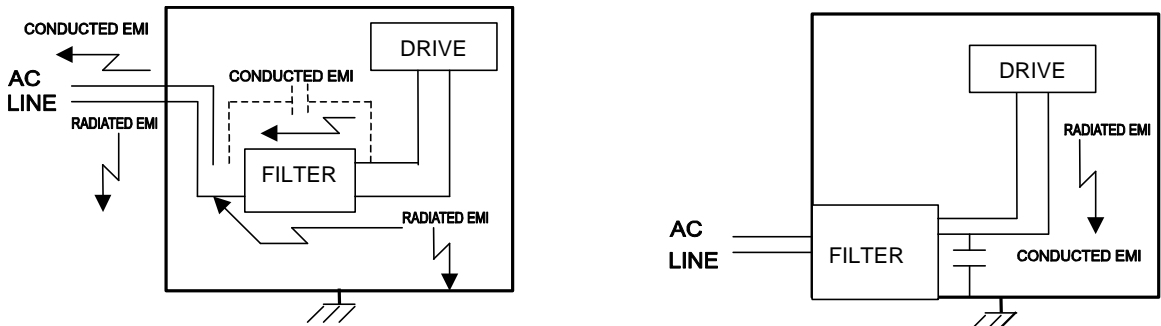 CONDUCTED EMI
AC
LINE
RADIATED EMI
CONDUCTED EMI
DRIVE
FILTER
RADIATED EMI
DRIVE
RADIATED EMI
AC
LINE
FILTER
CONDUCTED EMI